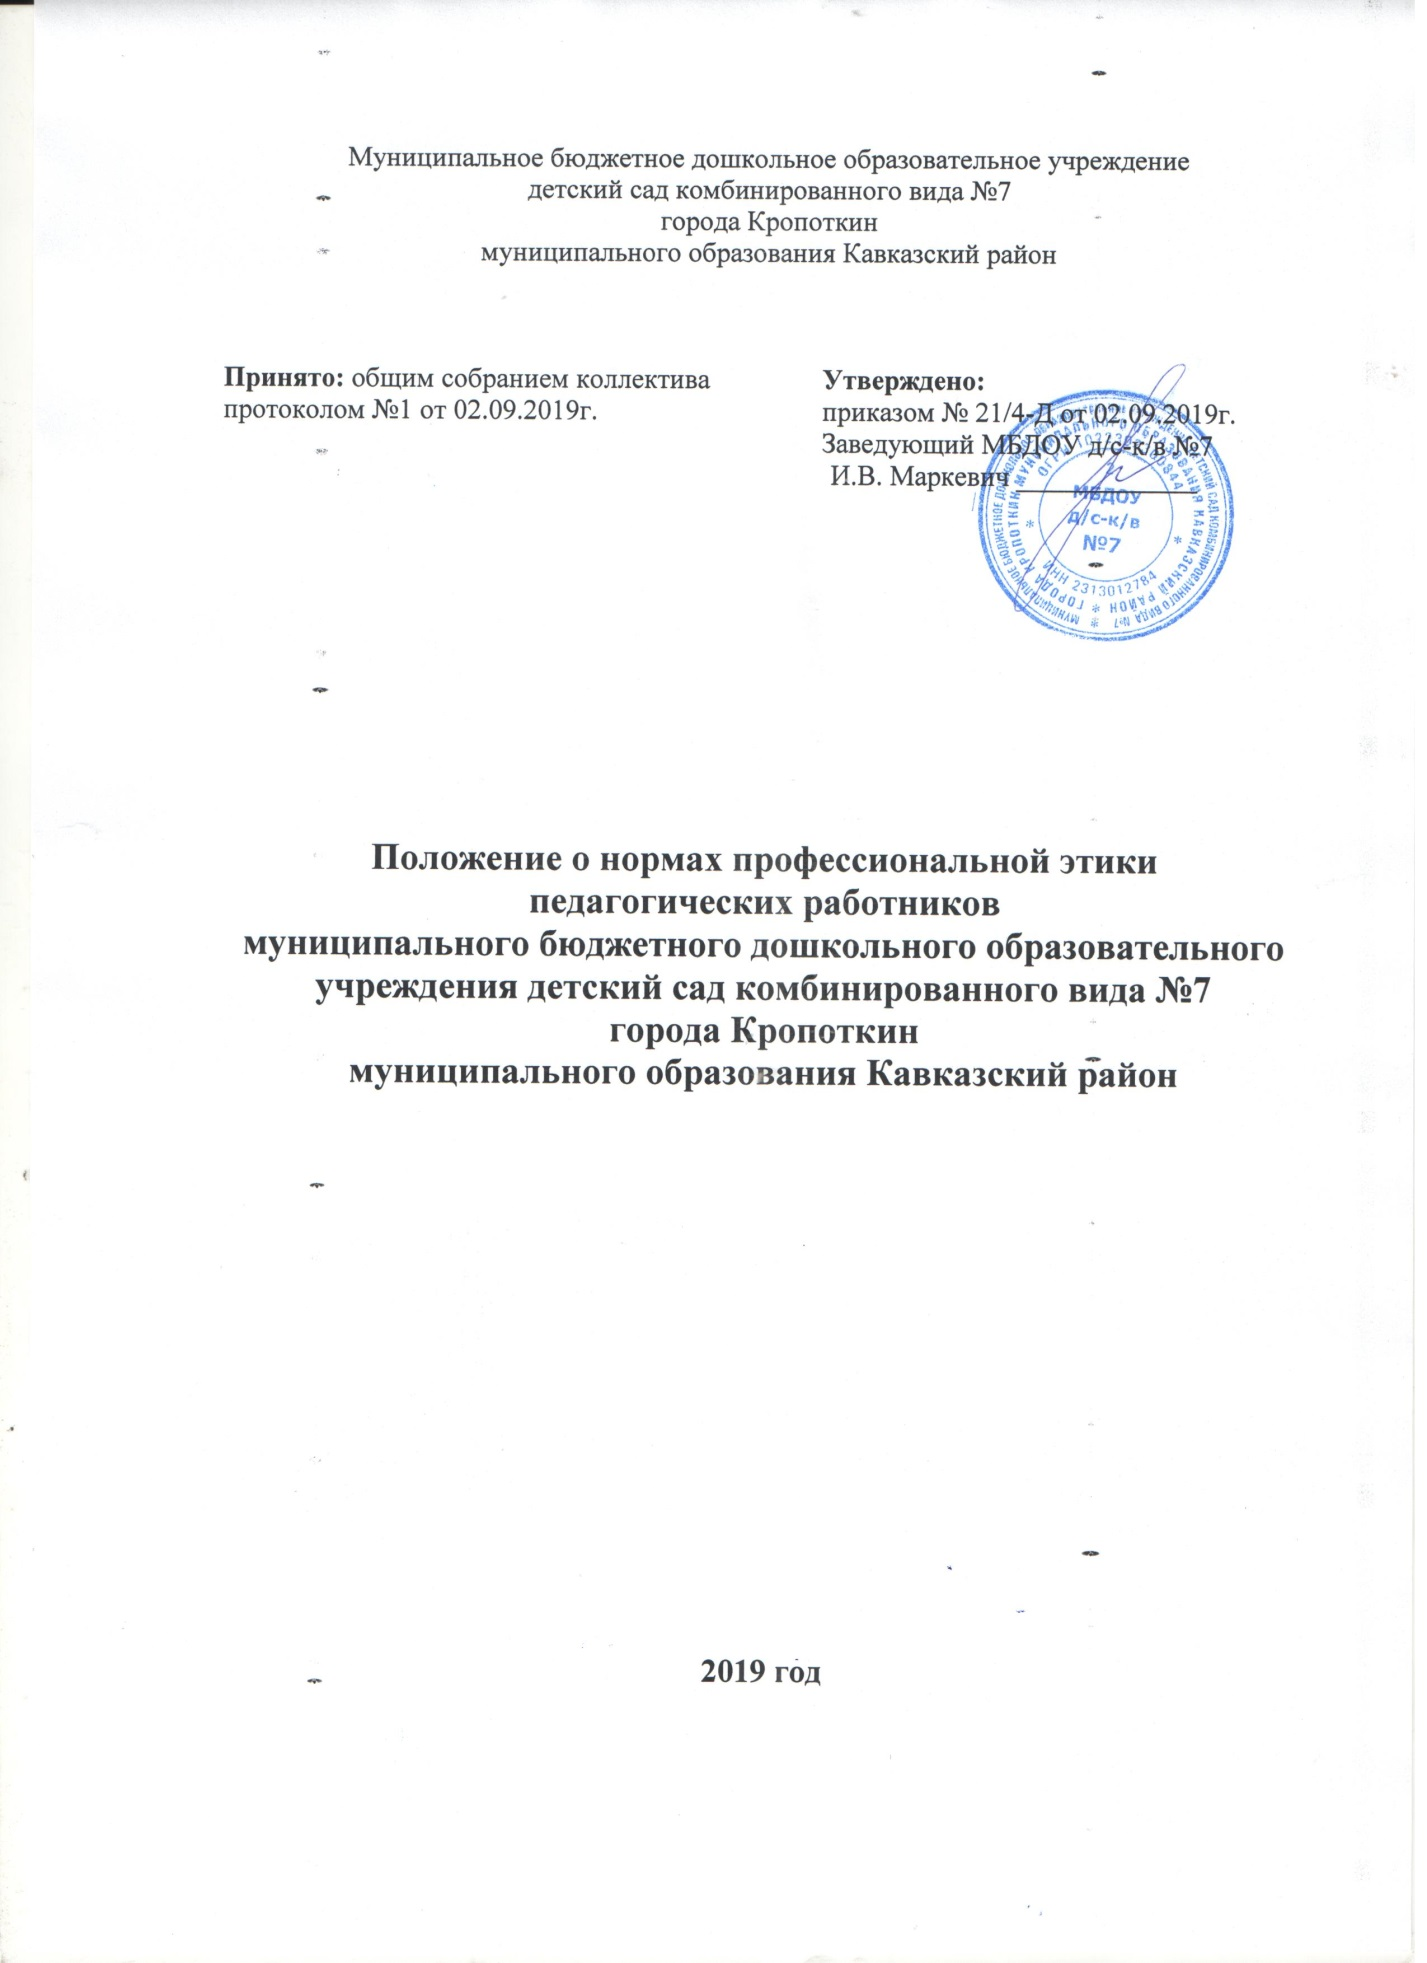 Муниципальное бюджетное дошкольное образовательное учреждение
детский сад комбинированного вида №7
города Кропоткин
муниципального образования Кавказский район
Принято: общим собранием коллектива
протоколом №1 от 02.09.2019г.
Утверждено:
приказом № 21/4-Д от 02.09.2019г.
Заведующий МБДОУ д/с-к/в №7
И.В. Маркевич
МБДОУ
д/с-к/в
№7
ИНН 2313012784
Положение о нормах профессиональной этики
педагогических работников
муниципального бюджетного дошкольного образовательного
учреждения детский сад комбинированного вида №7
города Кропоткин
муниципального образования Кавказский район
2019 год